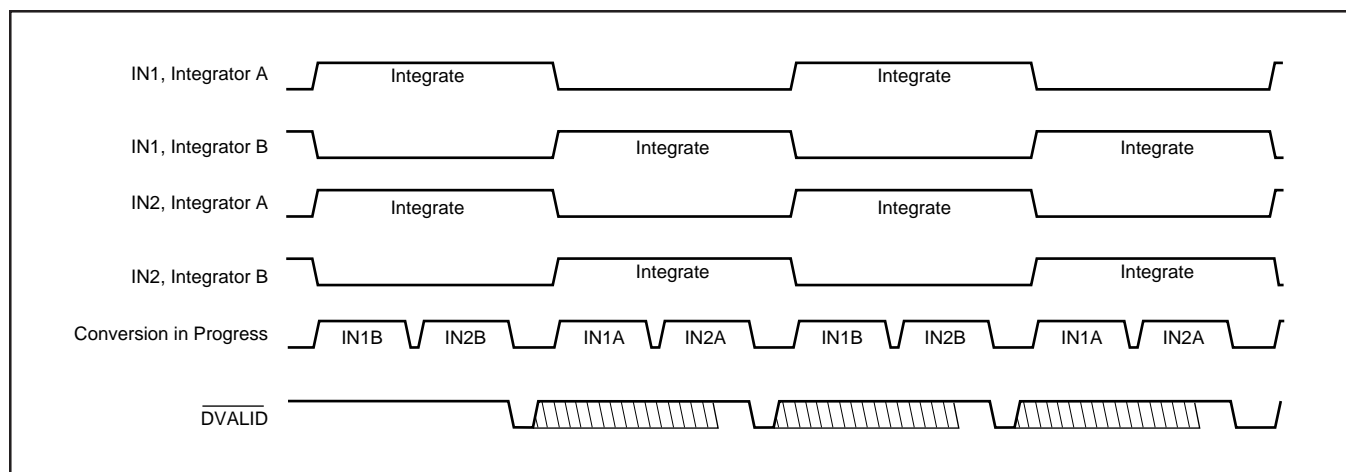 IN1, Integrator A
Integrate
Integrate
IN1, Integrator B
Integrate
Integrate
IN2, Integrator A
Integrate
Integrate
IN2, Integrator B
Integrate
Integrate
Conversion in Progress
IN1B IN2B IN1A IN2A IN1B IN2B IN1A IN2A
DVALID